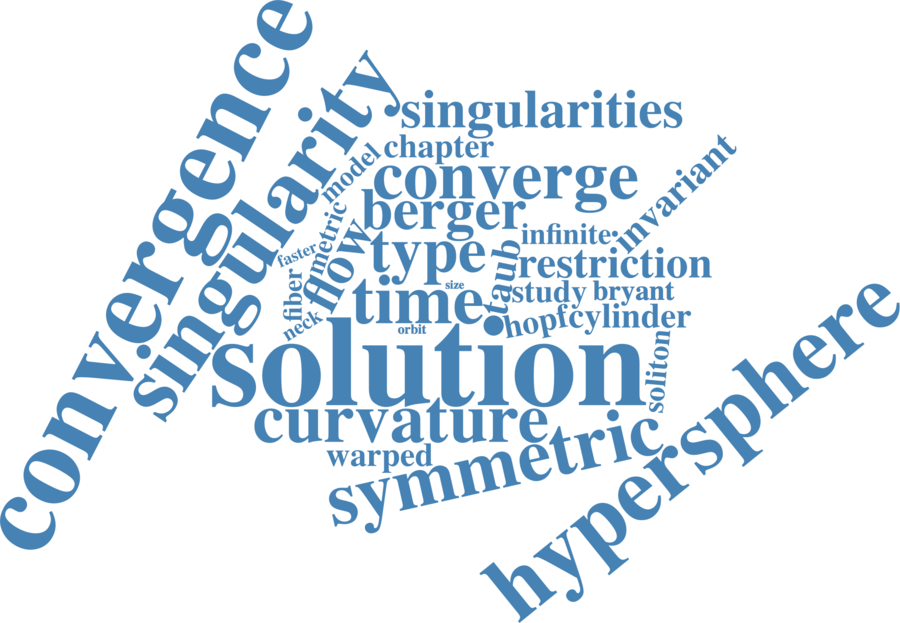 convergence
singularity
singularities
chapter
model
converge
invariant
berger
metric
flow
infinite
faster
type
taub
restriction
fiber
time
size
study
bryant
neck
orbit
hopf
cylinder
solution
soliton
curvature
warped
symmetric
hypersphere